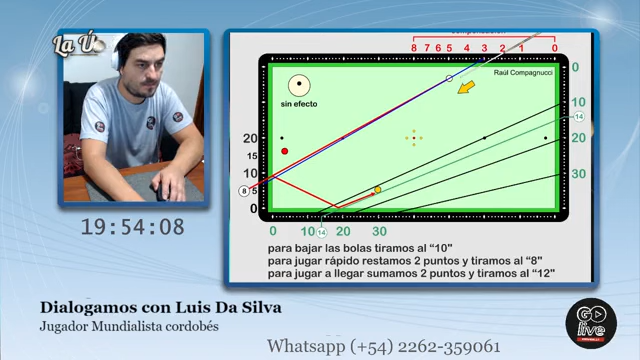 La Ú
compensación
8 7 6 5 4 3 2 1 0
Raúl Compagnucci
sin efecto
0
10
14
20
30
20
15
10
8
5
0
0 10 14 20 30
para bajar las bolas tiramos al “10”
para jugar rápido restamos 2 puntos y tiramos al “8”
para jugar a llegar sumamos 2 puntos y tiramos al “12”
19:54:08
Dialogamos con Luis Da Silva
Jugador Mundialista cordobés
Whatsapp (+54) 2262-359061
GO
live